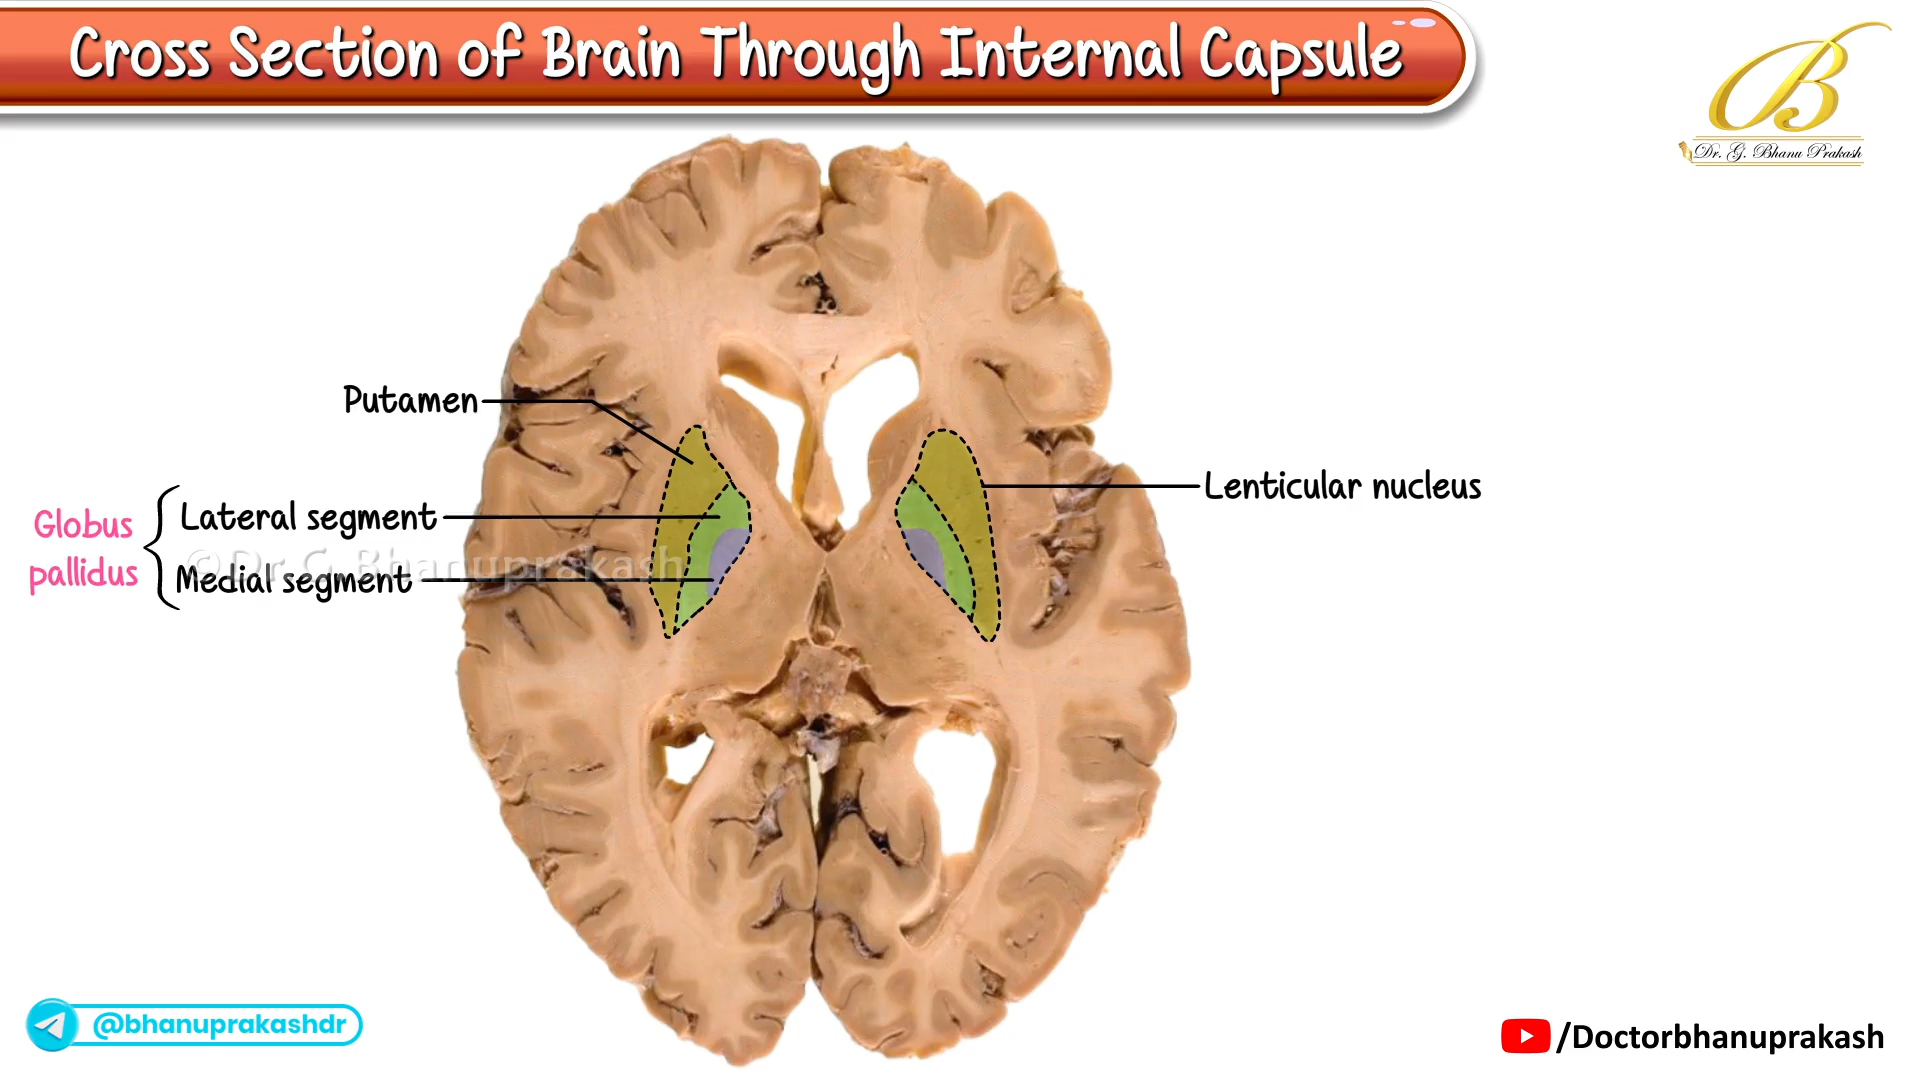 Cross Section of Brain Through Internal Capsule
B
Dr. G. Bhanu Prakash
Putamen
Lenticular nucleus
Globus
pallidus
Lateral segment
Medial segment
©Dr.G.Bhanuprakash
@bhanuprakashdr
/Doctorbhanuprakash